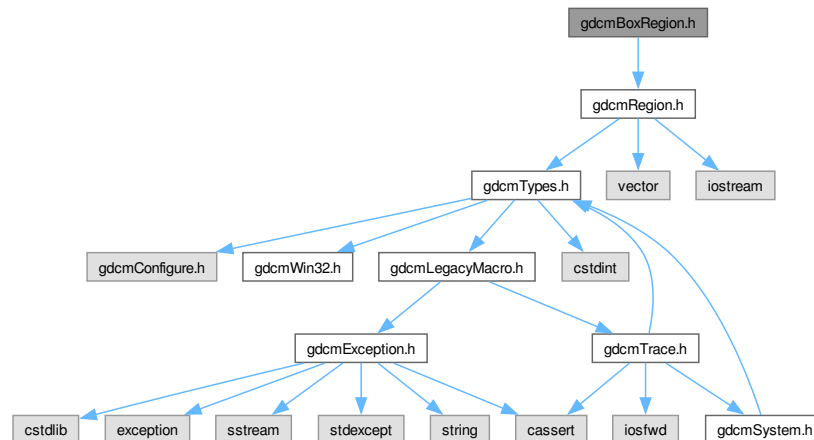 gdcmBoxRegion.h
gdcmRegion.h
gdcmTypes.h
vector
iostream
gdcmConfigure.h
gdcmWin32.h
gdcmLegacyMacro.h
cstdint
gdcmException.h
gdcmTrace.h
cstdlib
exception
sstream
stdexcept
string
cassert
iosfwd
gdcmSystem.h